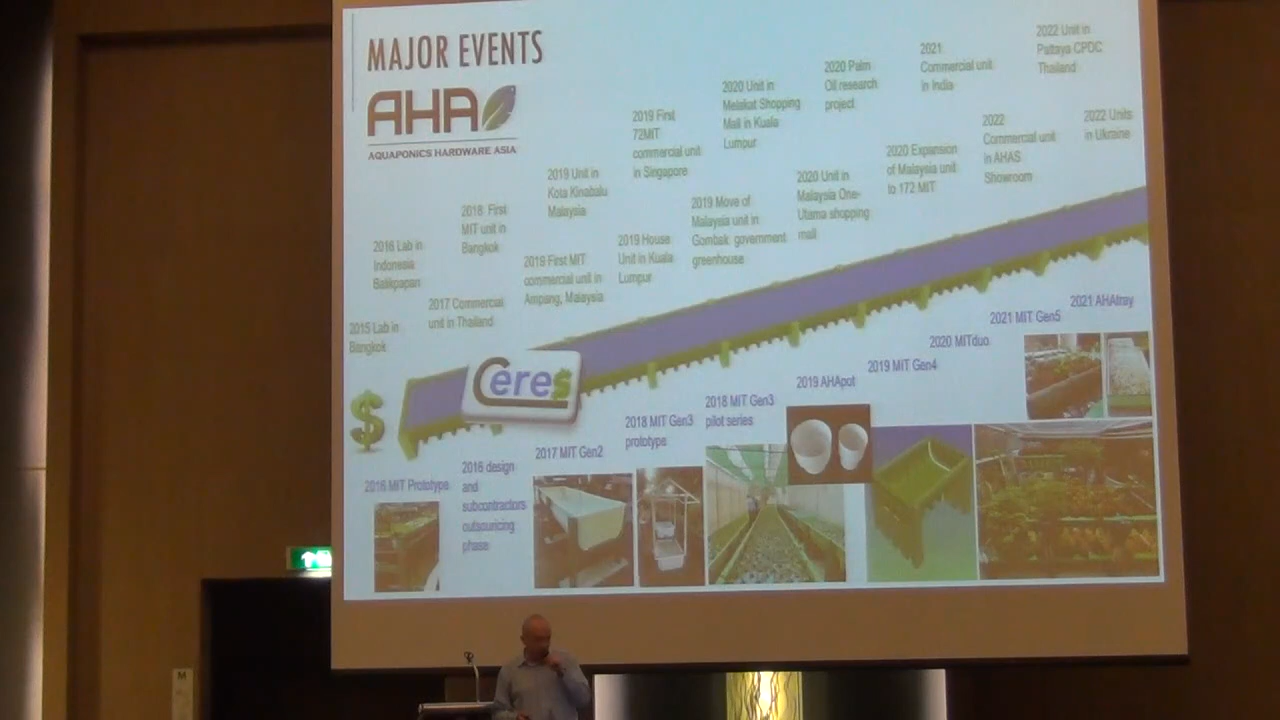 MAJOR EVENTS
AHA
AQUAPONICS HARDWARE ASIA
2015 Lab in
Bangkok
2016 Lab in
Indonesia
Balikpapan
2017 Commercial
unit in Thailand
2018 First
MIT unit in
Bangkok
2019 First MIT
commercial unit in
Ampang, Malaysia
2019 Unit in
Kota Kinabalu
Malaysia
2019 House
Unit in Kuala
Lumpur
2019 First
72MIT
commercial unit
in Singapore
2019 Move of
Malaysia unit in
Gombak government
greenhouse
2020 Unit in
Melakat Shopping
Mall in Kuala
Lumpur
2020 Unit in
Malaysia One-
Utama shopping
mall
2020 Palm
Oil research
project
2020 Expansion
of Malaysia unit
to 172 MIT
2021
Commercial unit
in India
2022
Commercial unit
in AHAS
Showroom
2022 Unit in
Pattaya CPDC
Thailand
2022 Units
in Ukraine
$
Ceres
2016 MIT Prototype
2016 design
and
subcontractors
outsourcing
phase
2017 MIT Gen2
2018 MIT Gen3
prototype
2018 MIT Gen3
pilot series
2019 AHApot
2019 MIT Gen4
2020 MITduo
2021 MIT Gen5
2021 AHAtray
M